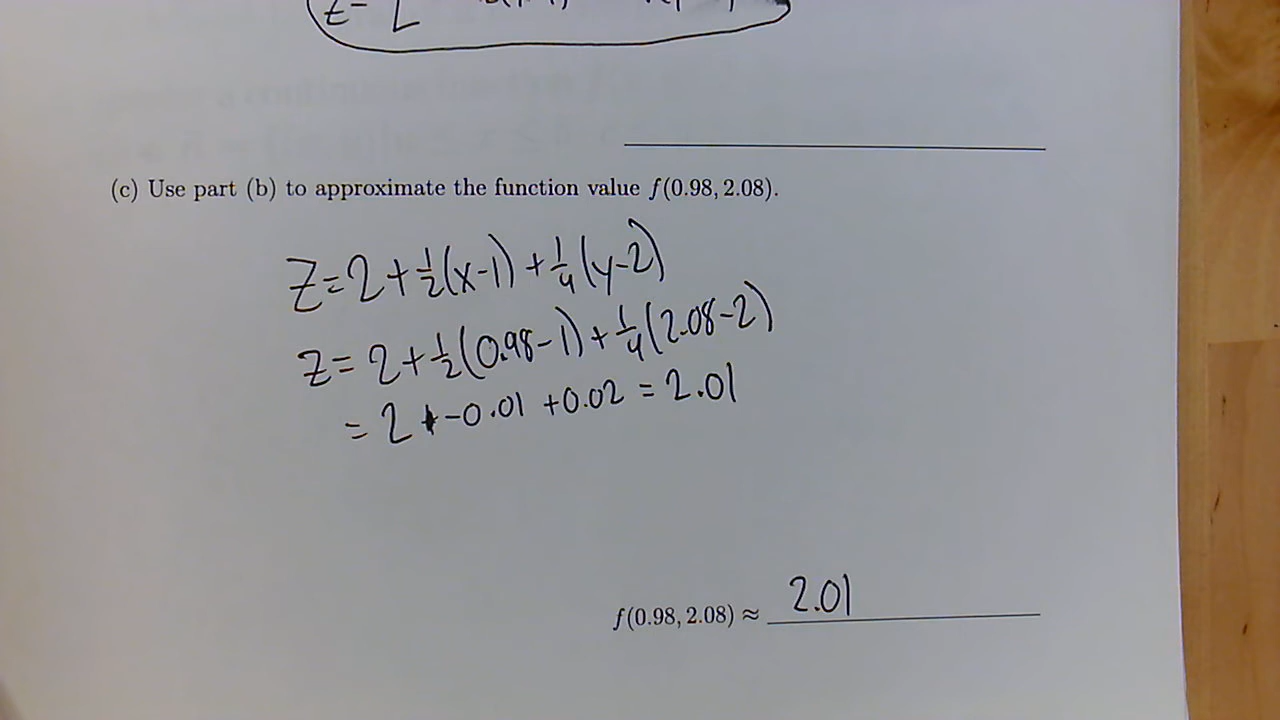 z= 2
(c) Use part (b) to approximate the function value f(0.98, 2.08).
Z=2+½(x-1)+¼(y-2)
Z=2+½(0.98-1)+¼(2.08-2)
=2+-0.01+0.02=2.01
f(0.98, 2.08) ≈ 2.01